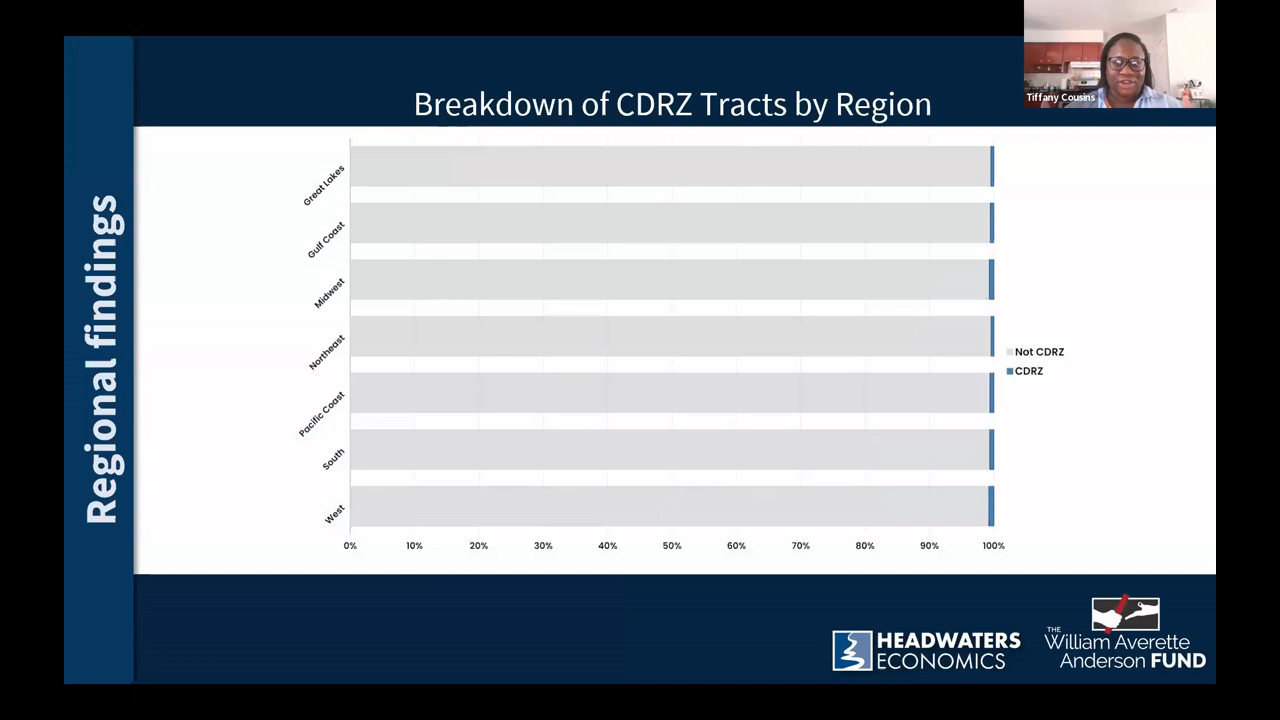 Breakdown of CDRZ Tracts by Region
Tiffany Cousins
Regional findings
Great Lakes
Gulf Coast
Midwest
Northeast
Pacific Coast
South
West
0% 10% 20% 30% 40% 50% 60% 70% 80% 90% 100%
Not CDRZ
CDRZ
HEADWATERS
ECONOMICS
THE
William Averette
Anderson FUND